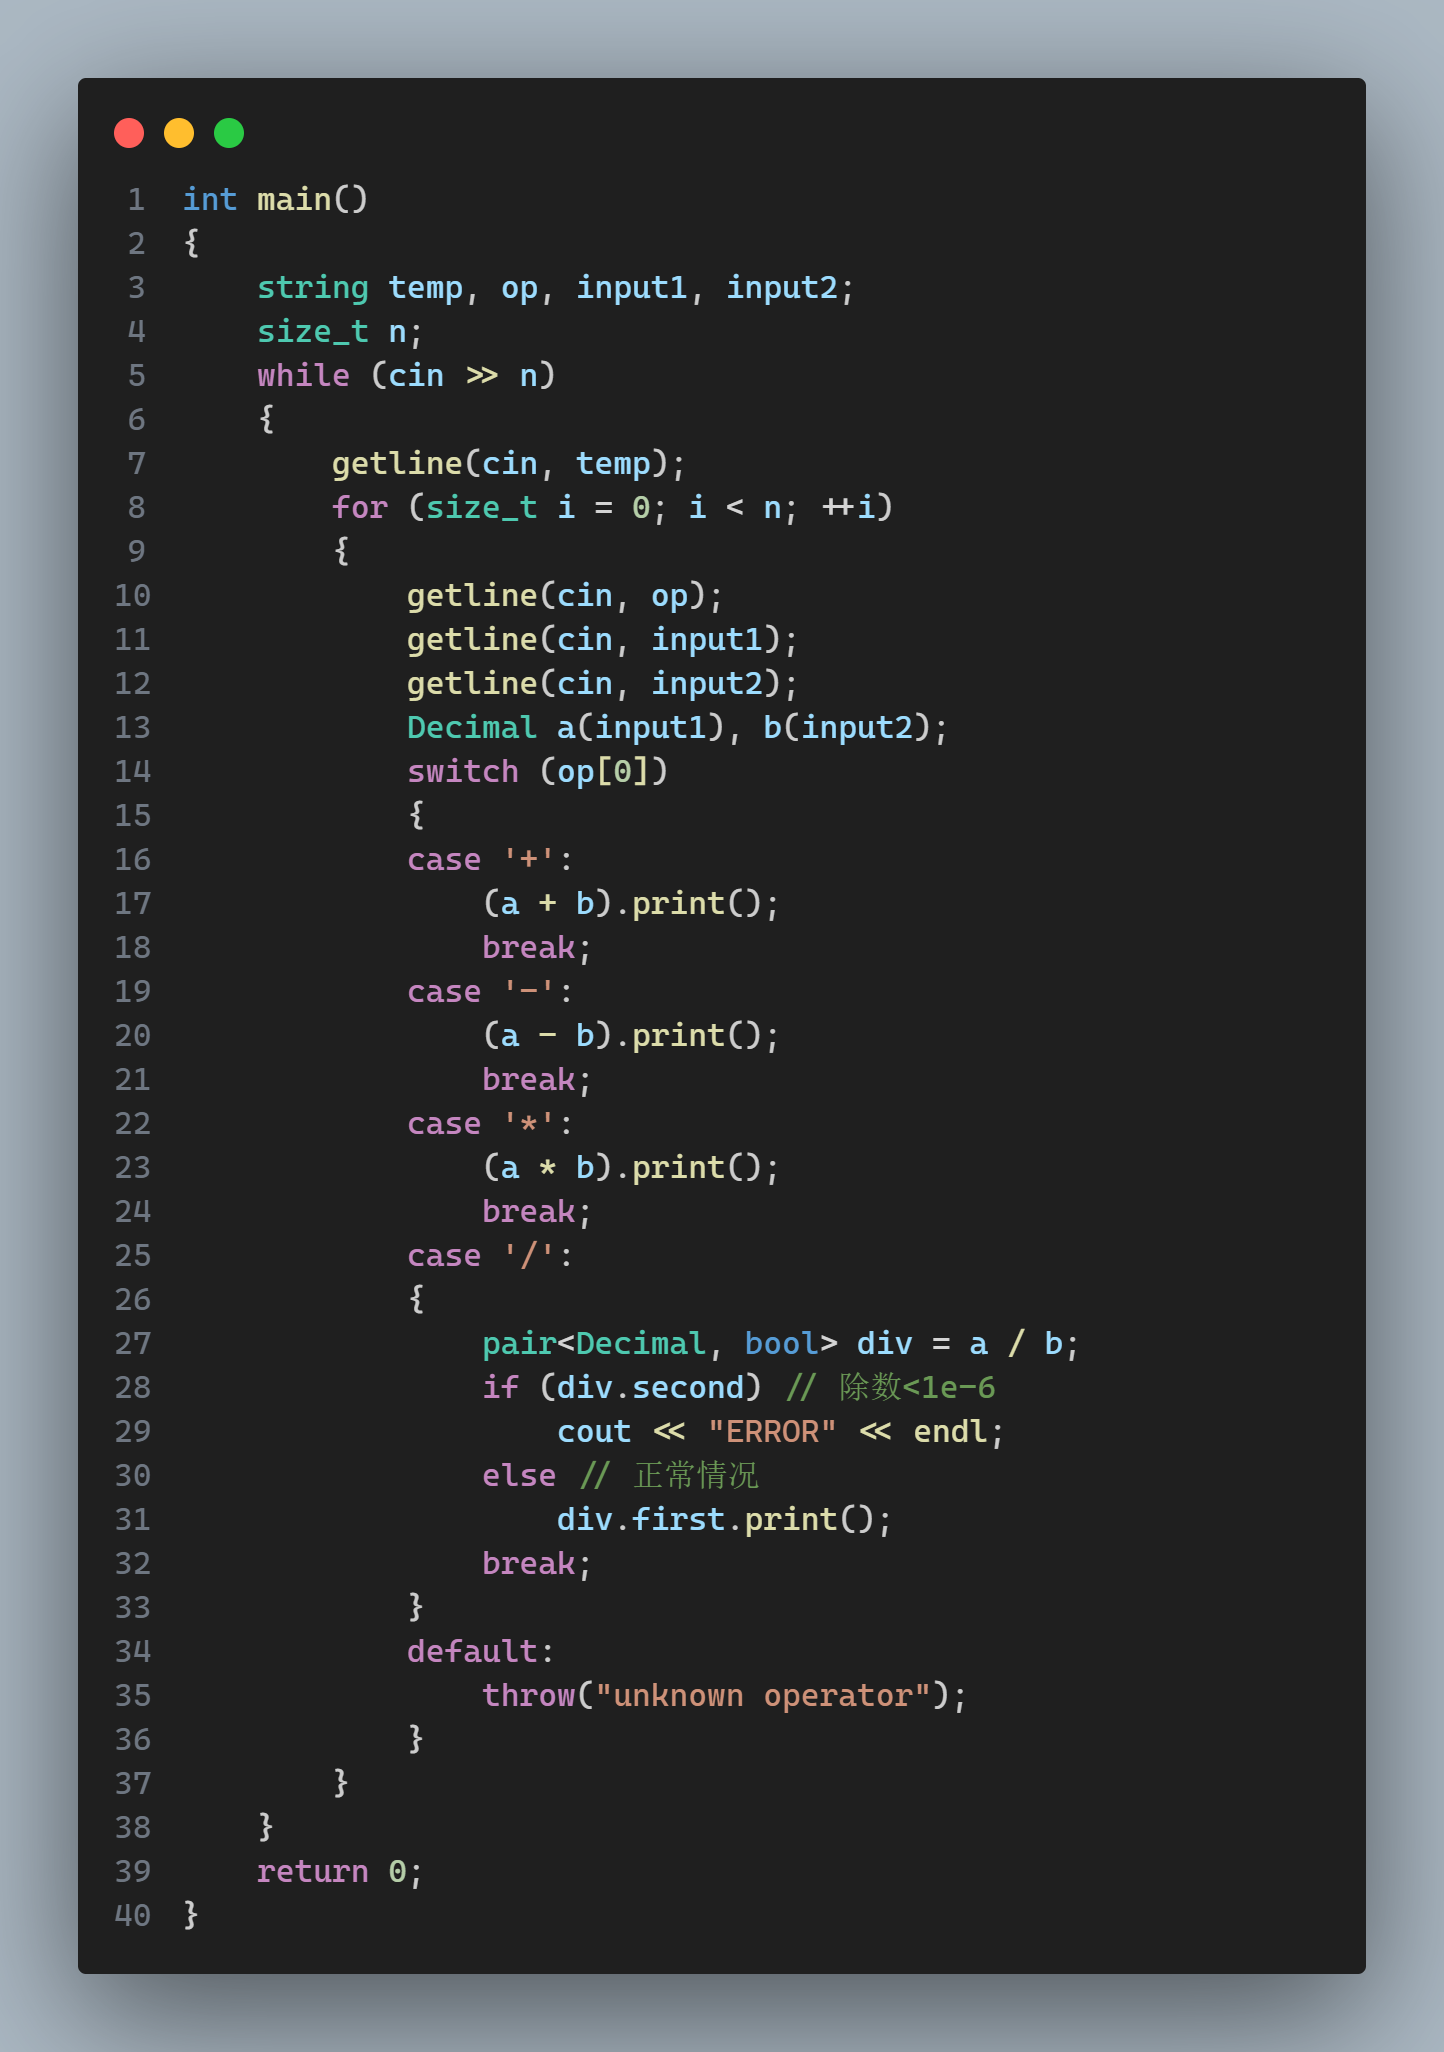 1 int main()
2 {
3     string temp, op, input1, input2;
4     size_t n;
5     while (cin >> n)
6     {
7         getline(cin, temp);
8         for (size_t i = 0; i < n; ++i)
9         {
10             getline(cin, op);
11             getline(cin, input1);
12             getline(cin, input2);
13             Decimal a(input1), b(input2);
14             switch (op[0])
15             {
16             case '+':
17                 (a + b).print();
18                 break;
19             case '-':
20                 (a - b).print();
21                 break;
22             case '*':
23                 (a * b).print();
24                 break;
25             case '/':
26             {
27                 pair<Decimal, bool> div = a / b;
28                 if (div.second) // 除数<1e-6
29                     cout << "ERROR" << endl;
30                 else // 正常情况
31                     div.first.print();
32                 break;
33             }
34             default:
35                 throw("unknown operator");
36             }
37         }
38     }
39     return 0;
40 }